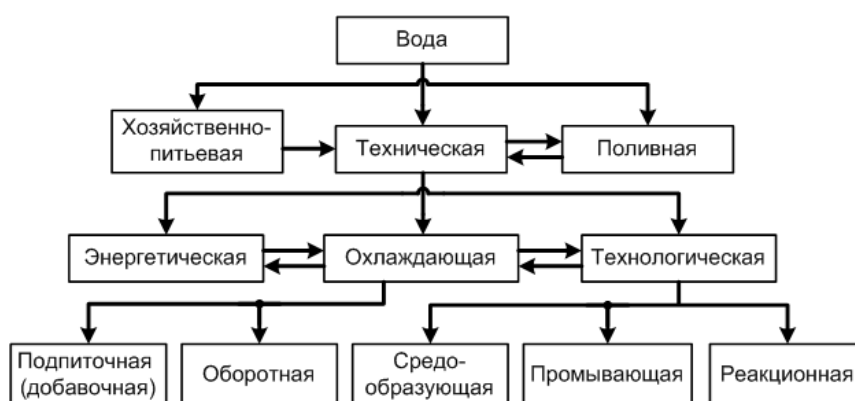 Вода
Хозяйственно-
питьевая
Техническая
Поливная
Энергетическая
Охлаждающая
Технологическая
Подпиточная
(добавочная)
Оборотная
Средо-
образующая
Промывающая
Реакционная